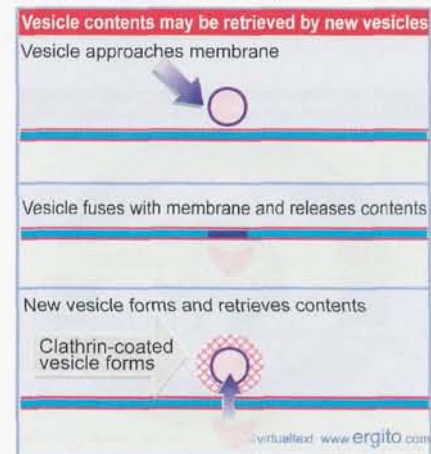 Vesicle contents may be retrieved by new vesicles
Vesicle approaches membrane
Vesicle fuses with membrane and releases contents
New vesicle forms and retrieves contents
Clathrin-coated
vesicle forms
virtualtext www.ergito.com